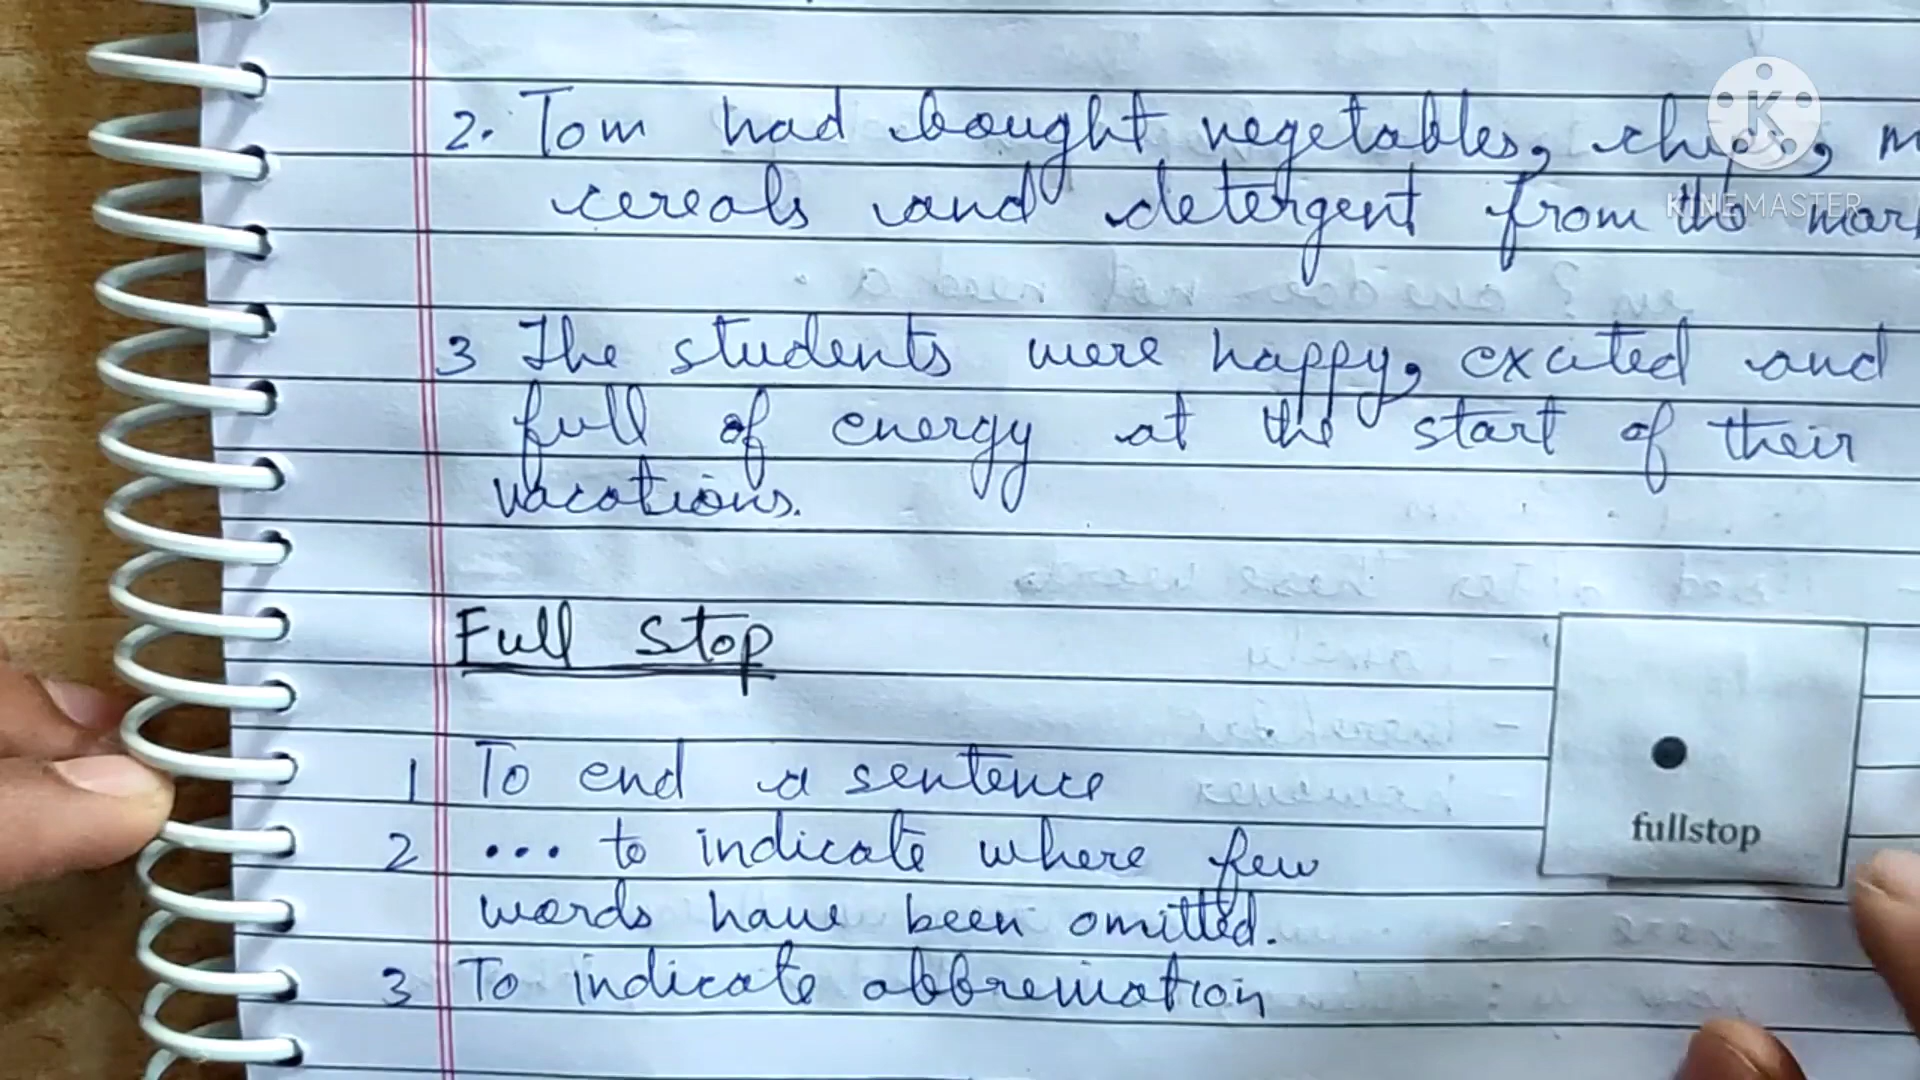 2. Tom had bought vegetables, chips,
cereals and detergent from the
3 The students were happy, excited and
full of energy at the start of their
vacations.
Full Stop
1 To end a sentence
2 ... to indicate where few
words have been omitted.
3 To indicate abbreviation
fullstop
K
KINEMASTER